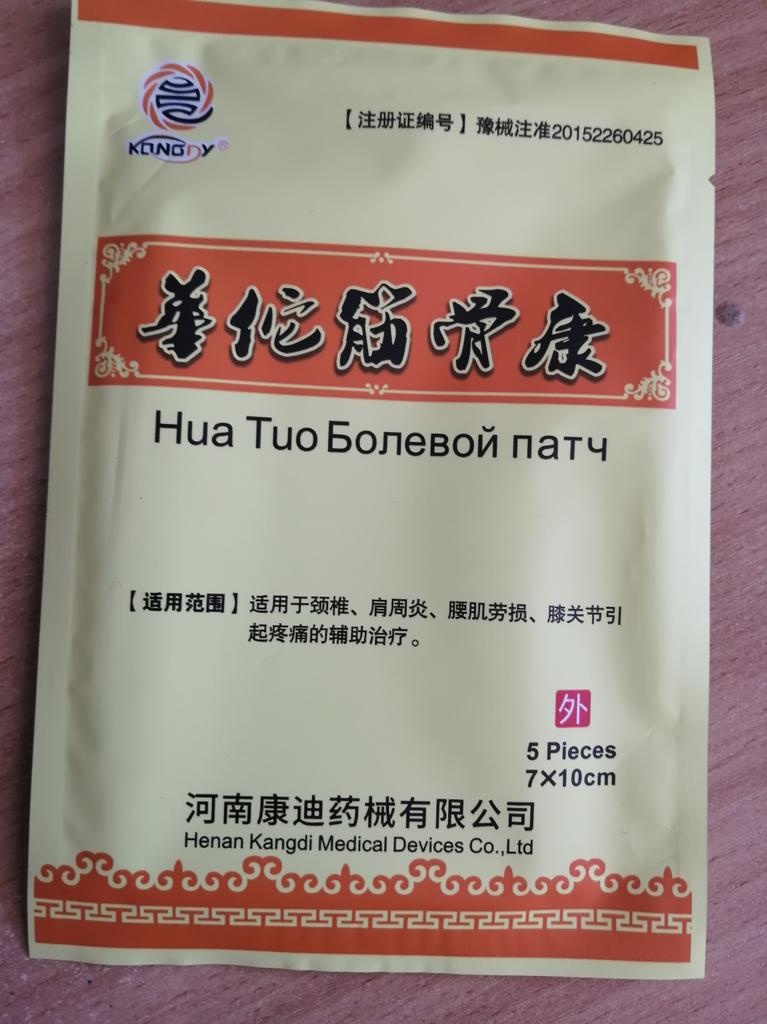 KONGDY®
【注册证编号】豫械注准20152260425
華佗筋骨康
Hua Tuo Болевой патч
【适用范围】适用于颈椎、肩周炎、腰肌劳损、膝关节引
起疼痛的辅助治疗。
外
5 Pieces
7×10cm
河南康迪药械有限公司
Henan Kangdi Medical Devices Co.,Ltd